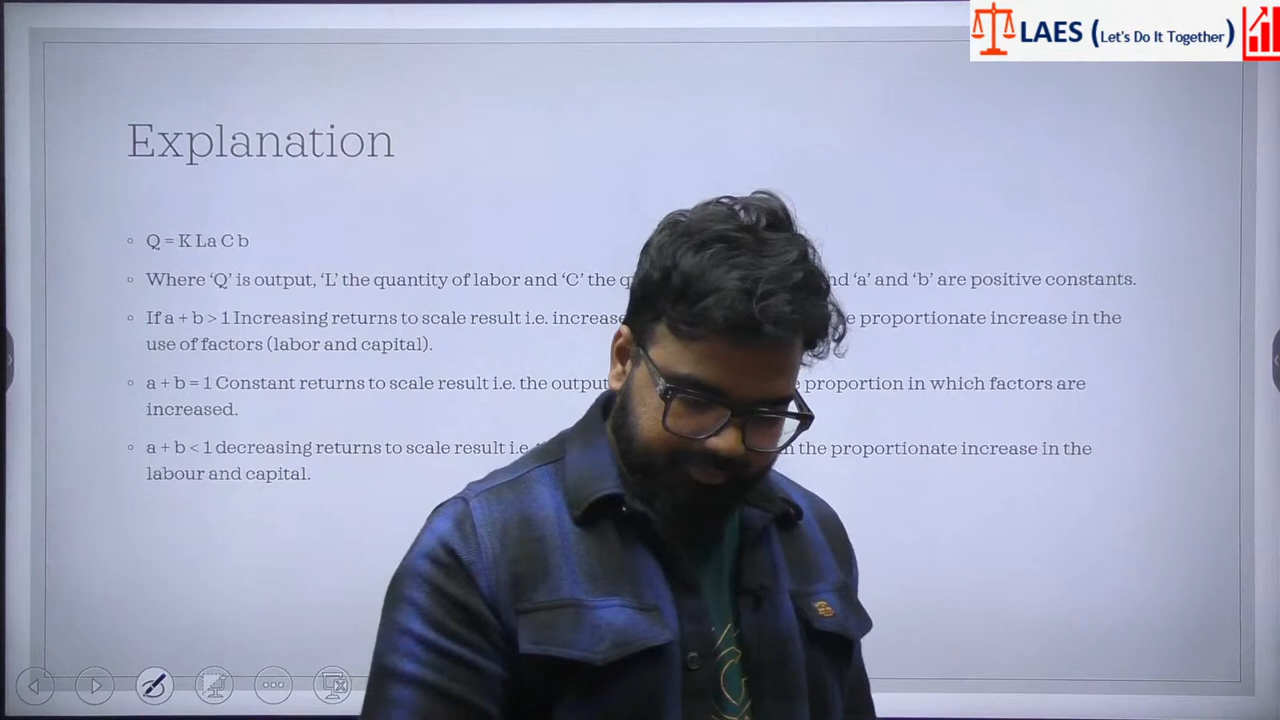 LAES (Let's Do It Together)
Explanation
Q = K La C b
Where ‘Q’ is output, ‘L’ the quantity of labor and ‘C’ the ‘a’ and ‘b’ are positive constants.
If a + b > 1 Increasing returns to scale result i.e. proportionate increase in the
use of factors (labor and capital).
a + b = 1 Constant returns to scale result i.e. the output proportion in which factors are
increased.
a + b < 1 decreasing returns to scale result i.e. the proportionate increase in the
labour and capital.